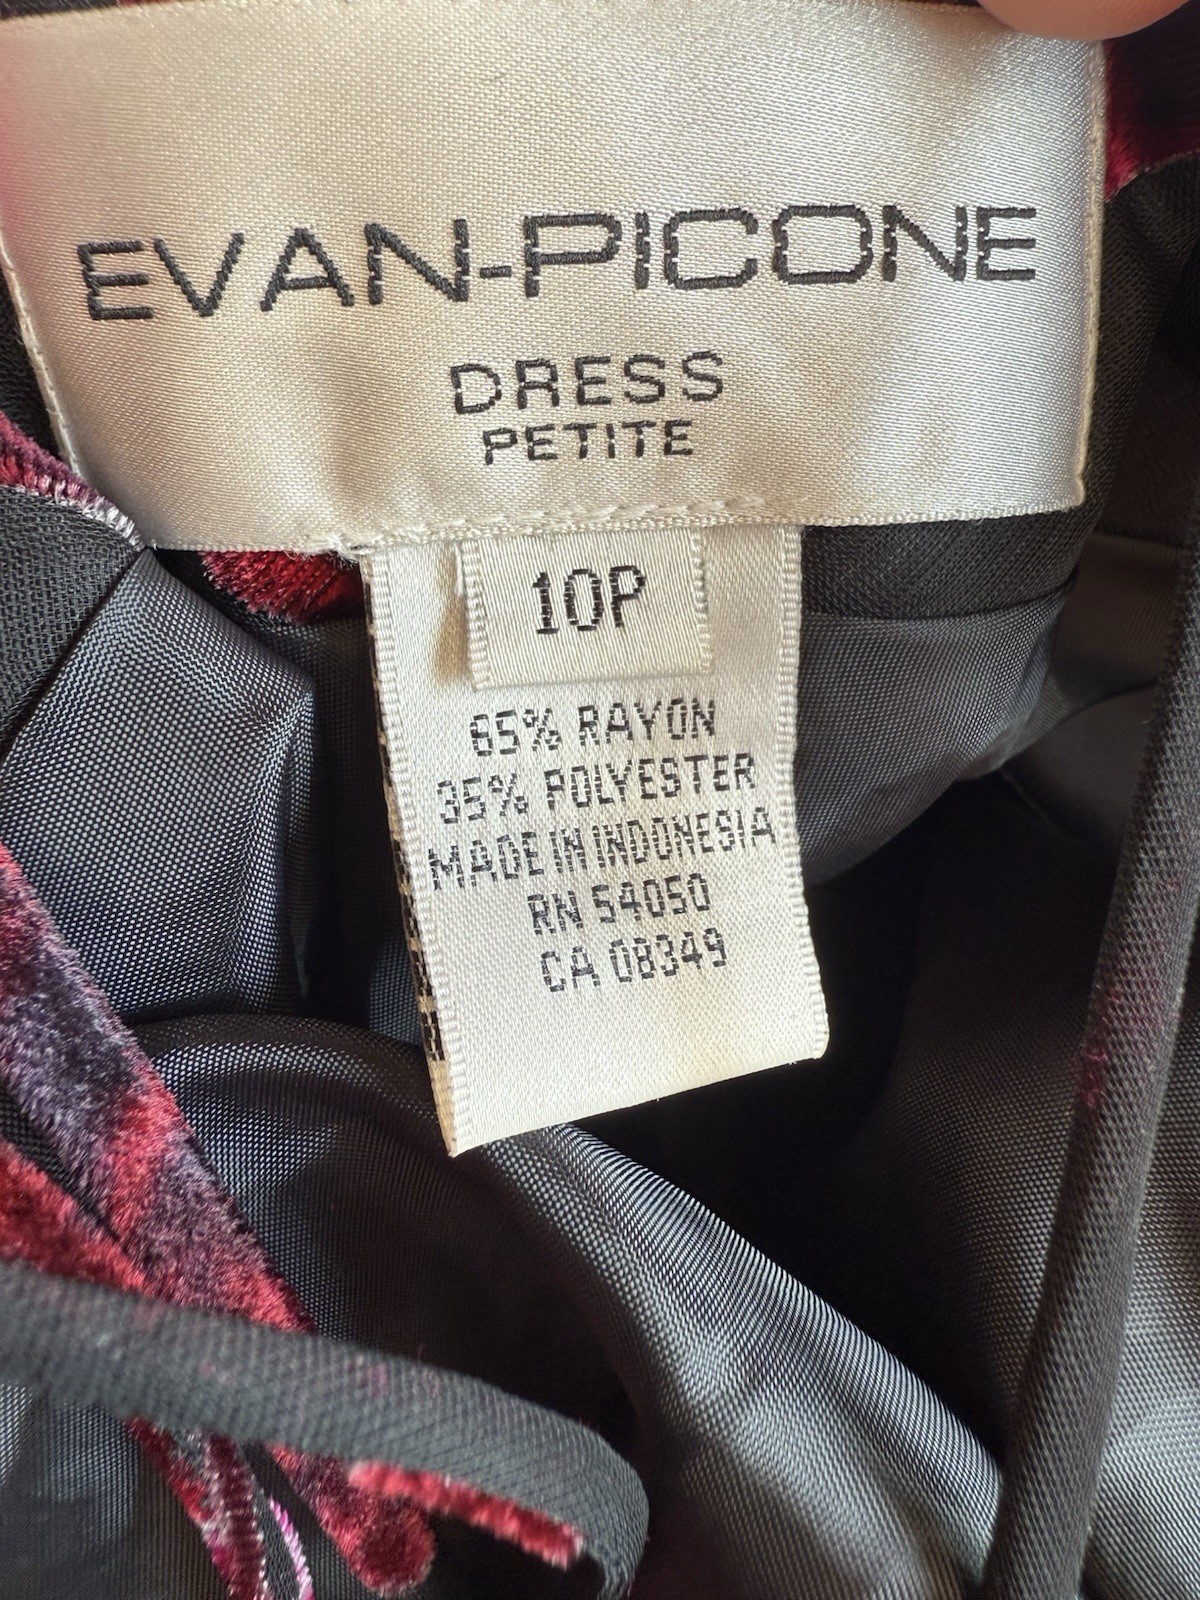 EVAN-PICONE
DRESS
PETITE
10P
65% RAYON
35% POLYESTER
MADE IN INDONESIA
RN 54050
CA 08349